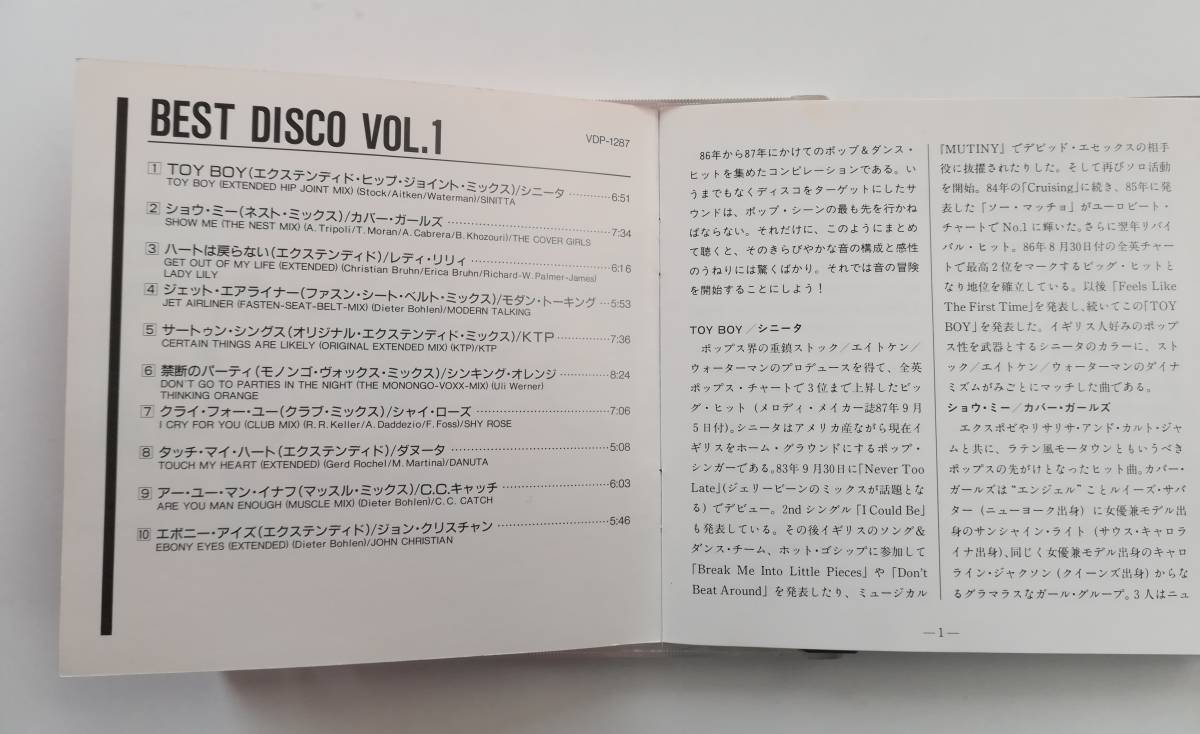 BEST DISCO VOL.1
VDP-1287
1 TOY BOY(エクステンディド・ヒップ・ジョイント・ミックス)/シニータ …………6:51
TOY BOY (EXTENDED HIP JOINT MIX) (Stock/Aitken/Waterman)/SINITTA
2 ショウ・ミー(ネスト・ミックス)/カバー・ガールズ …………7:34
SHOW ME (THE NEST MIX) (A. Tripoli/T. Moran/A. Cabrera/B. Khozouri)/THE COVER GIRLS
3 ハートは戻らない(エクステンディド)/レディ・リリィ …………6:16
GET OUT OF MY LIFE (EXTENDED) (Christian Bruhn/Erica Bruhn/Richard-W. Palmer-James)
LADY LILY
4 ジェット・エアライナー(ファスン・シート・ベルト・ミックス)/モダン・トーキング …5:53
JET AIRLINER (FASTEN-SEAT-BELT-MIX) (Dieter Bohlen)/MODERN TALKING
5 サートゥン・シングス(オリジナル・エクステンディド・ミックス)/KTP …………7:36
CERTAIN THINGS ARE LIKELY (ORIGINAL EXTENDED MIX) (KTP)/KTP
6 禁断のパーティ(モノンゴ・ヴォックス・ミックス)/シンキング・オレンジ …………8:24
DON'T GO TO PARTIES IN THE NIGHT (THE MONONGO-VOXX-MIX) (Uli Werner)
THINKING ORANGE
7 クライ・フォー・ユー(クラブ・ミックス)/シャイ・ローズ …………7:06
I CRY FOR YOU (CLUB MIX) (R. R. Keller/A. Daddezio/F. Foss)/SHY ROSE
8 タッチ・マイ・ハート(エクステンディド)/ダヌータ …………5:08
TOUCH MY HEART (EXTENDED) (Gerd Rochel/M. Martina)/DANUTA
9 アー・ユー・マン・イナフ(マッスル・ミックス)/C.C.キャッチ …………6:03
ARE YOU MAN ENOUGH (MUSCLE MIX) (Dieter Bohlen)/C.C. CATCH
10 エボニー・アイズ(エクステンディド)/ジョン・クリスチャン …………5:46
EBONY EYES (EXTENDED) (Dieter Bohlen)/JOHN CHRISTIAN
86年から87年にかけてのポップ&ダンス・
ヒットを集めたコンピレーションである。い
うまでもなくディスコをターゲットにしたサ
ウンドは、ポップ・シーンの最も先を行かね
ばならない。それだけに、このようにまとめ
て聴くと、そのきらびやかな音の構成と感性
のうねりには驚くばかり。それでは音の冒険
を開始することにしよう!
TOY BOY/シニータ
ポップス界の重鎮ストック/エイトケン/
ウォーターマンのプロデュースを得て、全英
ポップス・チャートで3位まで上昇したビッ
グ・ヒット(メロディ・メイカー誌87年9月
5日付)。シニータはアメリカ産ながら現在イ
ギリスをホーム・グラウンドにするポップ・
シンガーである。83年9月30日に「Never Too
Late」(ジェリービーンのミックスが話題とな
る)でデビュー。2ndシングル「I Could Be」
も発表している。その後イギリスのソング&
ダンス・チーム、ホット・ゴシップに参加して
「Break Me Into Little Pieces」や「Don't
Beat Around」を発表したり、ミュージカル
『MUTINY』でデビッド・エセックスの相手
役に抜擢されたりした。そして再びソロ活動
を開始。84年の「Cruising」に続き、85年に発
表した「ソー・マッチョ」がユーロビート・
チャートでNo.1に輝いた。さらに翌年リバイ
バル・ヒット。86年8月30日付の全英チャー
トで最高2位をマークするビッグ・ヒットと
なり地位を確立している。以後「Feels Like
The First Time」を発表し、続いてこの「TOY
BOY」を発表した。イギリス人好みのポップ
ス性を武器とするシニータのカラーに、スト
ック/エイトケン/ウォーターマンのダイナ
ミズムがみごとにマッチした曲である。
ショウ・ミー/カバー・ガールズ
エクスポゼやリサリサ・アンド・カルト・ジャ
ムと共に、ラテン風モータウンともいうべき
ポップスの先がけとなったヒット曲。カバー・
ガールズは“エンジェル”ことルイーズ・サバ
ター(ニューヨーク出身)に女優兼モデル出
身のサンシャイン・ライト(サウス・キャロラ
イナ出身)、同じく女優兼モデル出身のキャロ
ライン・ジャクソン(クイーンズ出身)からな
るグラマラスなガール・グループ。3人はニュ
—1—